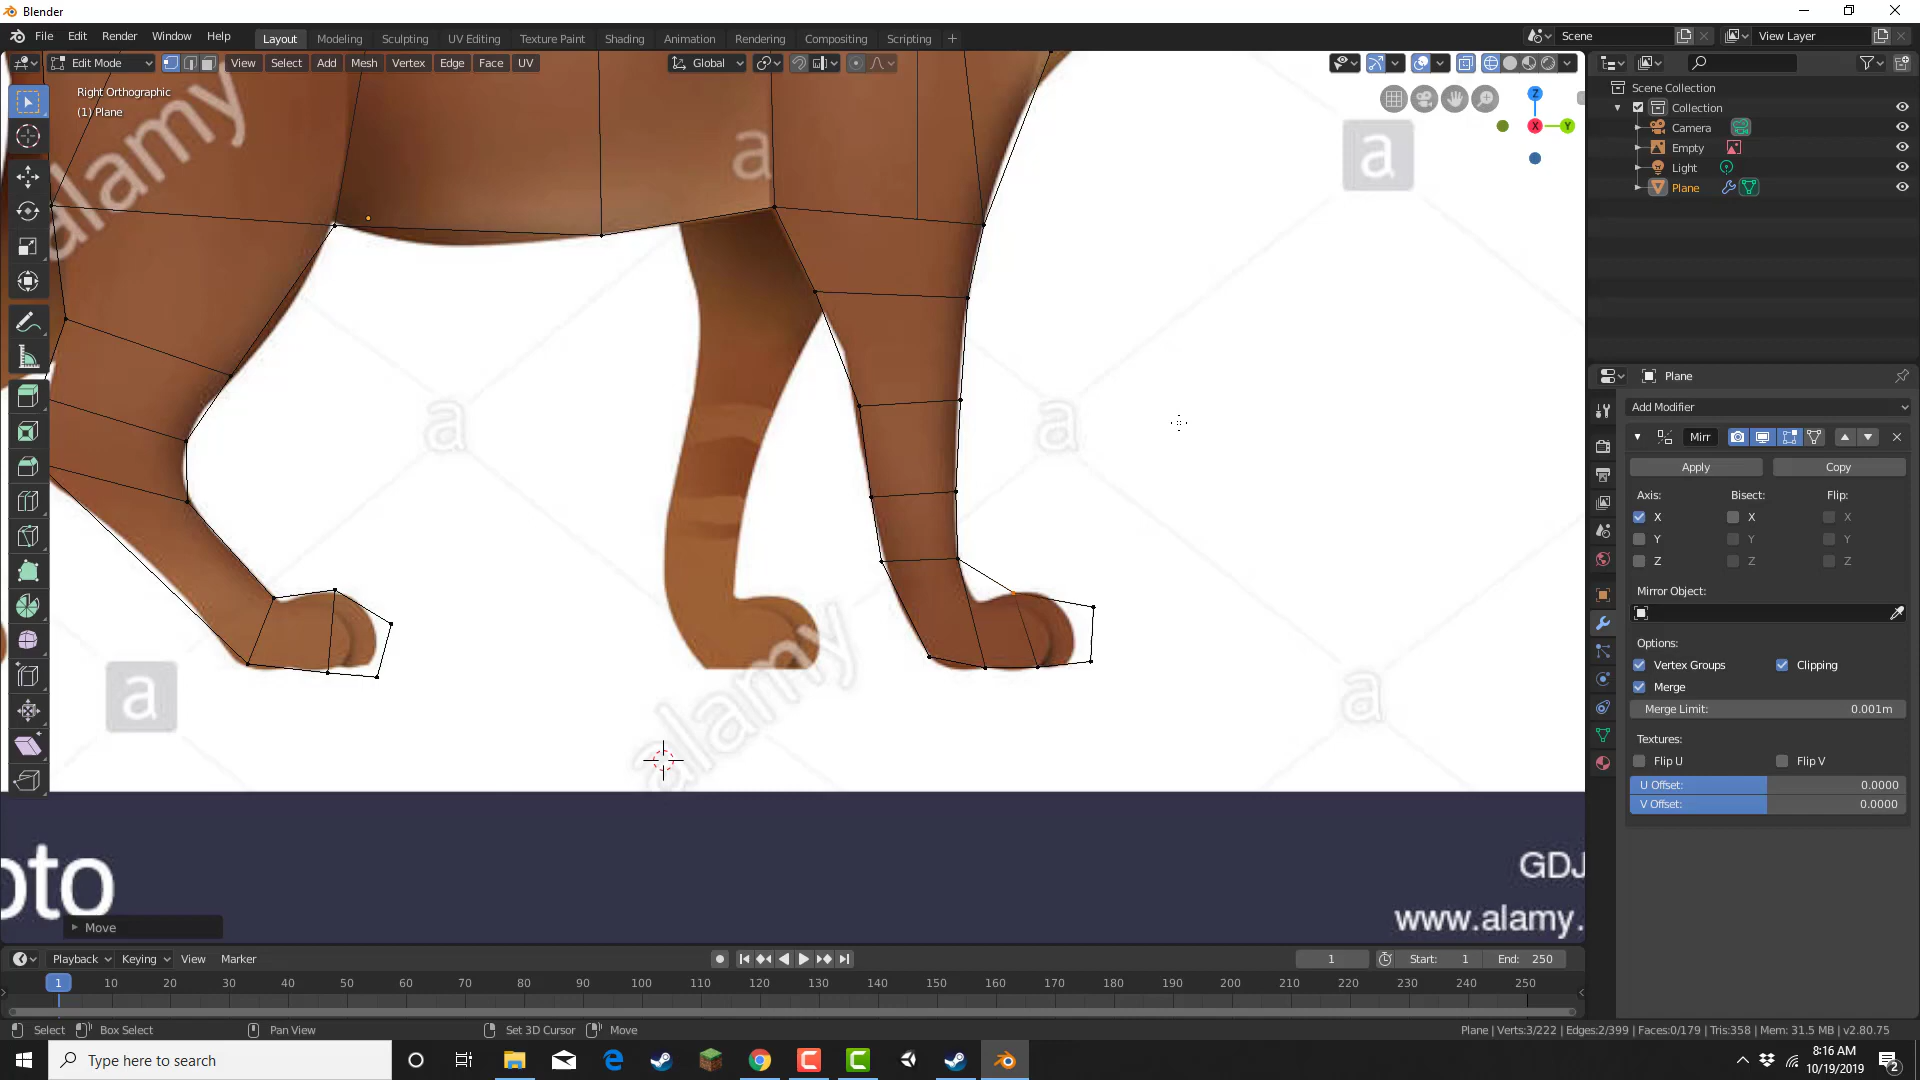 Blender
File Edit Render Window Help
Layout Modeling Sculpting UV Editing Texture Paint Shading Animation Rendering Compositing Scripting +
Scene
View Layer
Edit Mode View Select Add Mesh Vertex Edge Face UV
Global
Right Orthographic
(1) Plane
Z
X
Y
Scene Collection
Collection
Camera
Empty
Light
Plane
alamy
a
a
a
a
a
a
alamy
Plane
Add Modifier
Mirr
Apply Copy
Axis: Bisect: Flip:
X X X
Y Y Y
Z Z Z
Mirror Object:
Options:
Vertex Groups Clipping
Merge
Merge Limit: 0.001m
Textures:
Flip U Flip V
U Offset: 0.0000
V Offset: 0.0000
oto
GDJ
www.alamy.
Move
Playback Keying View Marker
1 Start: 1 End: 250
1 10 20 30 40 50 60 70 80 90 100 110 120 130 140 150 160 170 180 190 200 210 220 230 240 250
Select Box Select Pan View Set 3D Cursor Move
Plane | Verts:3/222 | Edges:2/399 | Faces:0/179 | Tris:358 | Mem: 31.5 MB | v2.80.75
Type here to search
8:16 AM
10/19/2019
2